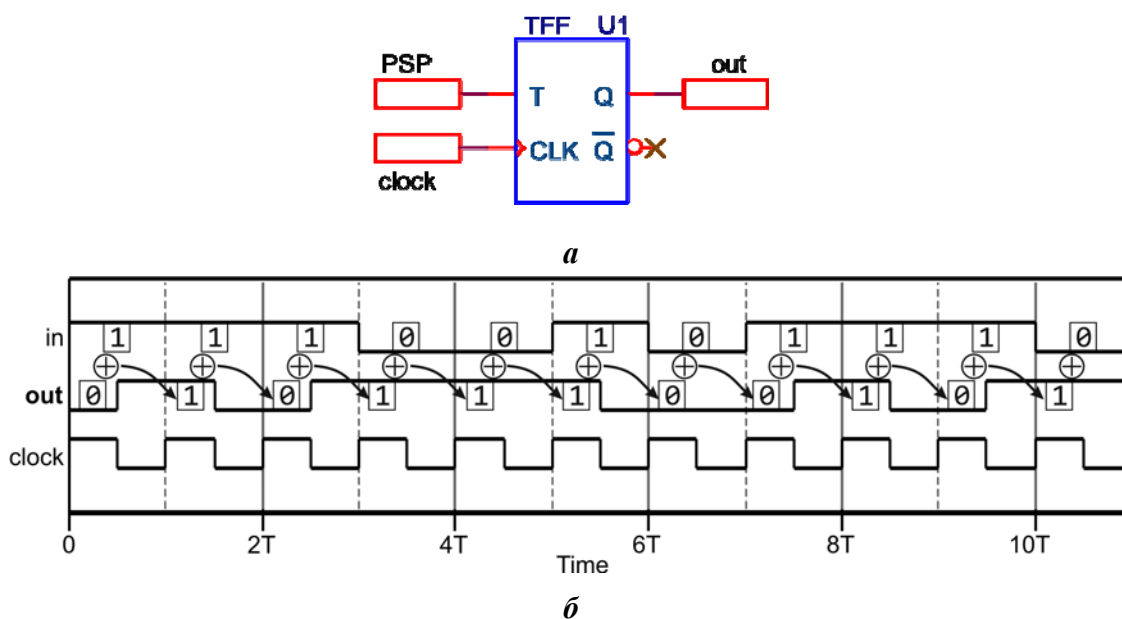 TFF U1
PSP out
T Q
CLK Q̅
clock
а
in 1 1 1 0 0 1 0 1 1 1 0
out 0 1 0 1 1 1 0 0 1 0 1
clock
0 2T 4T 6T 8T 10T
Time
б